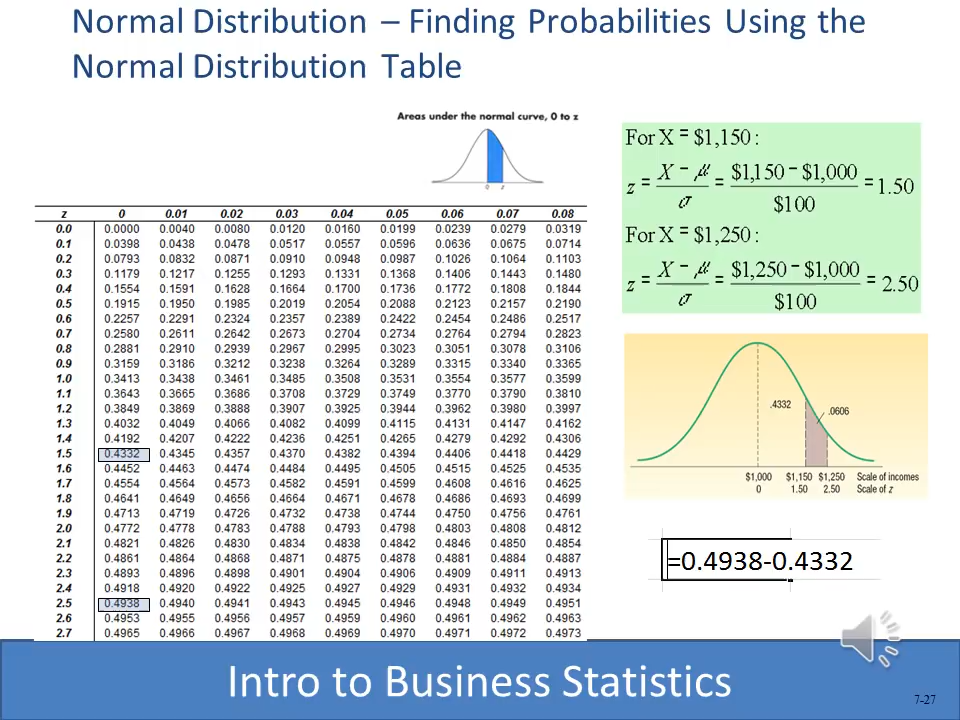 Normal Distribution – Finding Probabilities Using the
Normal Distribution Table
Areas under the normal curve, 0 to z
0 z
z 0 0.01 0.02 0.03 0.04 0.05 0.06 0.07 0.08
0.0 0.0000 0.0040 0.0080 0.0120 0.0160 0.0199 0.0239 0.0279 0.0319
0.1 0.0398 0.0438 0.0478 0.0517 0.0557 0.0596 0.0636 0.0675 0.0714
0.2 0.0793 0.0832 0.0871 0.0910 0.0948 0.0987 0.1026 0.1064 0.1103
0.3 0.1179 0.1217 0.1255 0.1293 0.1331 0.1368 0.1406 0.1443 0.1480
0.4 0.1554 0.1591 0.1628 0.1664 0.1700 0.1736 0.1772 0.1808 0.1844
0.5 0.1915 0.1950 0.1985 0.2019 0.2054 0.2088 0.2123 0.2157 0.2190
0.6 0.2257 0.2291 0.2324 0.2357 0.2389 0.2422 0.2454 0.2486 0.2517
0.7 0.2580 0.2611 0.2642 0.2673 0.2704 0.2734 0.2764 0.2794 0.2823
0.8 0.2881 0.2910 0.2939 0.2967 0.2995 0.3023 0.3051 0.3078 0.3106
0.9 0.3159 0.3186 0.3212 0.3238 0.3264 0.3289 0.3315 0.3340 0.3365
1.0 0.3413 0.3438 0.3461 0.3485 0.3508 0.3531 0.3554 0.3577 0.3599
1.1 0.3643 0.3665 0.3686 0.3708 0.3729 0.3749 0.3770 0.3790 0.3810
1.2 0.3849 0.3869 0.3888 0.3907 0.3925 0.3944 0.3962 0.3980 0.3997
1.3 0.4032 0.4049 0.4066 0.4082 0.4099 0.4115 0.4131 0.4147 0.4162
1.4 0.4192 0.4207 0.4222 0.4236 0.4251 0.4265 0.4279 0.4292 0.4306
1.5 0.4332 0.4345 0.4357 0.4370 0.4382 0.4394 0.4406 0.4418 0.4429
1.6 0.4452 0.4463 0.4474 0.4484 0.4495 0.4505 0.4515 0.4525 0.4535
1.7 0.4554 0.4564 0.4573 0.4582 0.4591 0.4599 0.4608 0.4616 0.4625
1.8 0.4641 0.4649 0.4656 0.4664 0.4671 0.4678 0.4686 0.4693 0.4699
1.9 0.4713 0.4719 0.4726 0.4732 0.4738 0.4744 0.4750 0.4756 0.4761
2.0 0.4772 0.4778 0.4783 0.4788 0.4793 0.4798 0.4803 0.4808 0.4812
2.1 0.4821 0.4826 0.4830 0.4834 0.4838 0.4842 0.4846 0.4850 0.4854
2.2 0.4861 0.4864 0.4868 0.4871 0.4875 0.4878 0.4881 0.4884 0.4887
2.3 0.4893 0.4896 0.4898 0.4901 0.4904 0.4906 0.4909 0.4911 0.4913
2.4 0.4918 0.4920 0.4922 0.4925 0.4927 0.4929 0.4931 0.4932 0.4934
2.5 0.4938 0.4940 0.4941 0.4943 0.4945 0.4946 0.4948 0.4949 0.4951
2.6 0.4953 0.4955 0.4956 0.4957 0.4959 0.4960 0.4961 0.4962 0.4963
2.7 0.4965 0.4966 0.4967 0.4968 0.4969 0.4970 0.4971 0.4972 0.4973
For X = $1,150 :
z = X − μ / σ = $1,150 − $1,000 / $100 = 1.50
For X = $1,250 :
z = X − μ / σ = $1,250 − $1,000 / $100 = 2.50
.4332 .0606
$1,000 $1,150 $1,250 Scale of incomes
0 1.50 2.50 Scale of z
=0.4938-0.4332
Intro to Business Statistics
7-27